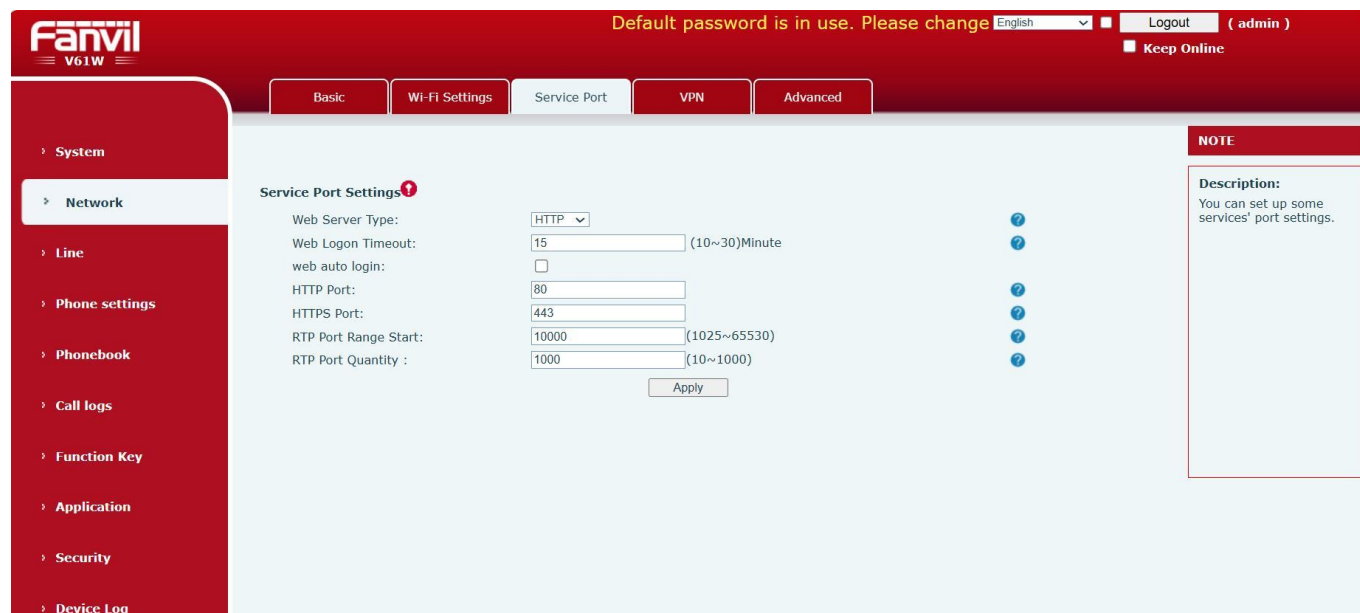 Fanvil
V61W
Default password is in use. Please change
English
Logout
( admin )
Keep Online
Basic
Wi-Fi Settings
Service Port
VPN
Advanced
System
Network
Line
Phone settings
Phonebook
Call logs
Function Key
Application
Security
Device Log
Service Port Settings
Web Server Type: HTTP
Web Logon Timeout: 15 (10~30)Minute
web auto login:
HTTP Port: 80
HTTPS Port: 443
RTP Port Range Start: 10000 (1025~65530)
RTP Port Quantity : 1000 (10~1000)
Apply
NOTE
Description:
You can set up some
services' port settings.